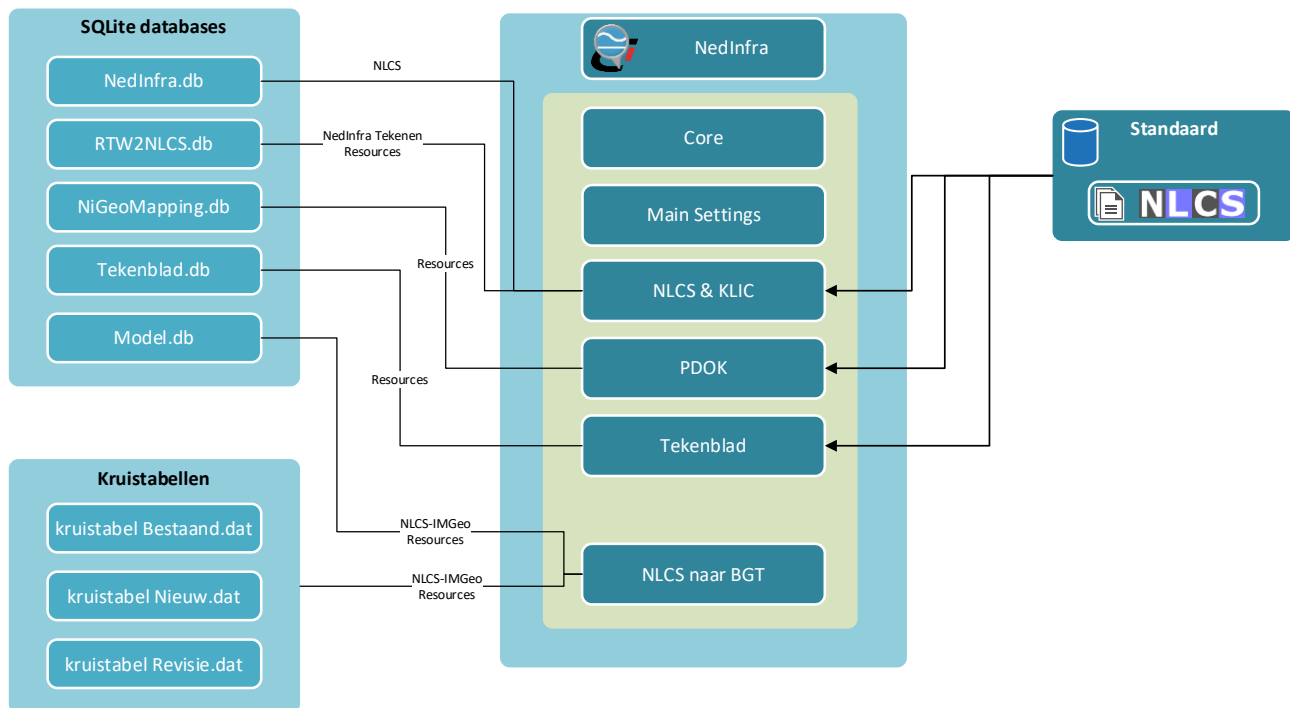 SQLite databases
NedInfra.db
RTW2NLCS.db
NiGeoMapping.db
Tekenblad.db
Model.db
Kruistabellen
kruistabel Bestaand.dat
kruistabel Nieuw.dat
kruistabel Revisie.dat
NLCS
NedInfra Tekenen
Resources
Resources
Resources
NLCS-IMGeo
Resources
NLCS-IMGeo
Resources
NedInfra
Core
Main Settings
NLCS & KLIC
PDOK
Tekenblad
NLCS naar BGT
Standaard
NLCS